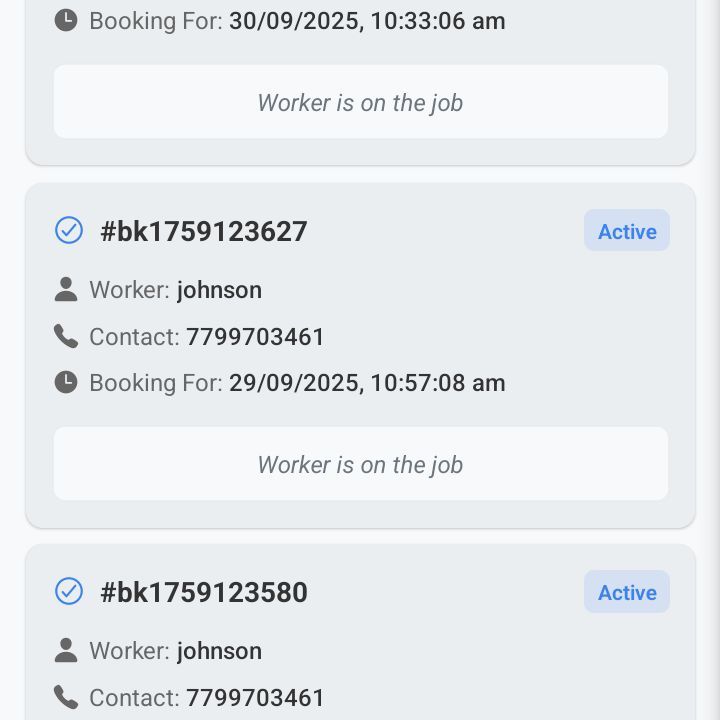 Booking For: 30/09/2025, 10:33:06 am
Worker is on the job
#bk1759123627 Active
Worker: johnson
Contact: 7799703461
Booking For: 29/09/2025, 10:57:08 am
Worker is on the job
#bk1759123580 Active
Worker: johnson
Contact: 7799703461